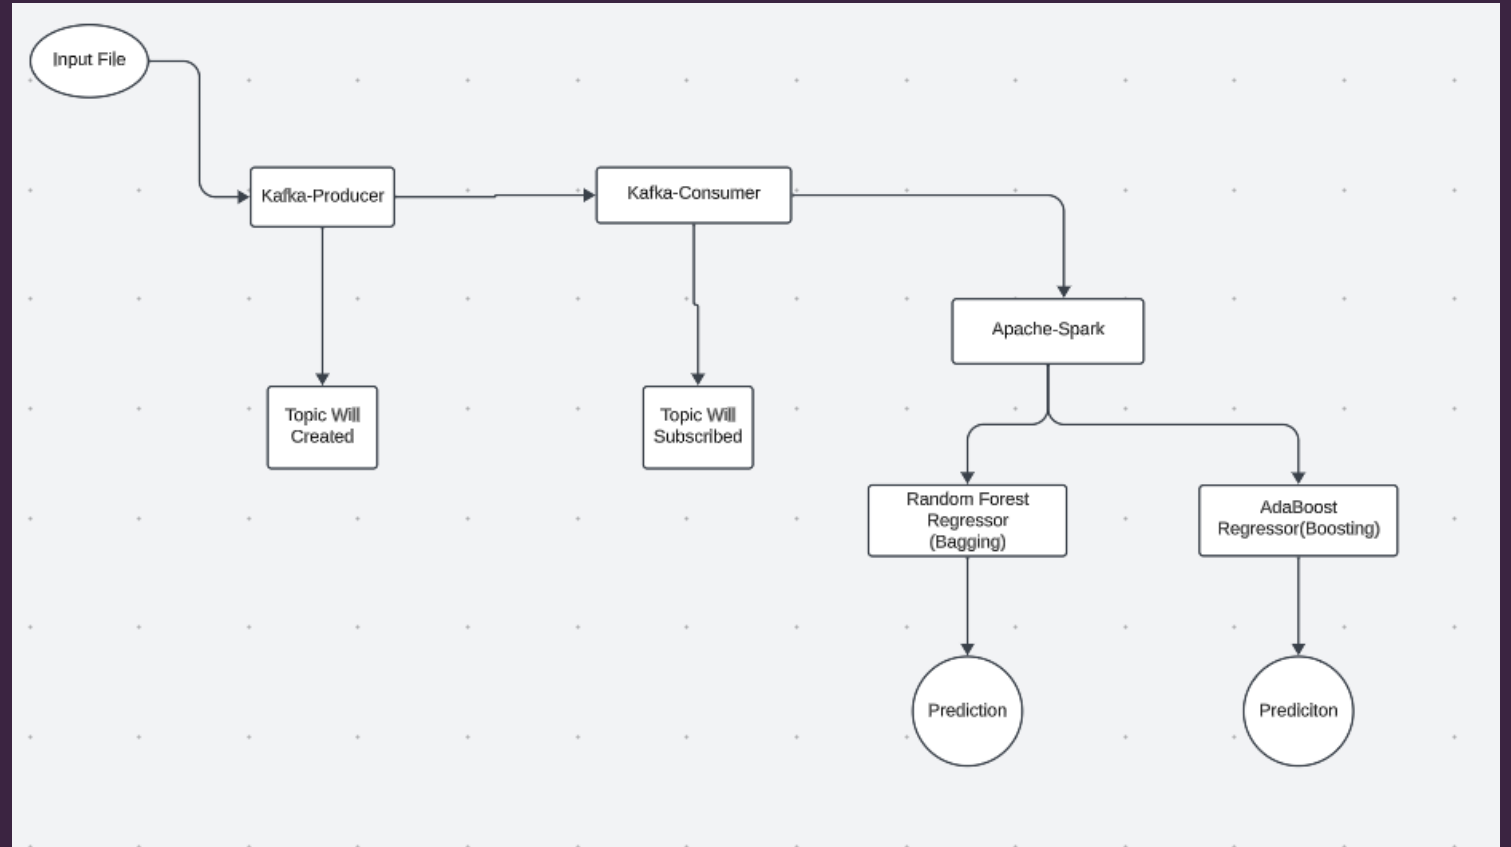 Input File
Kafka-Producer
Kafka-Consumer
Apache-Spark
Topic Will
Created
Topic Will
Subscribed
Random Forest
Regressor
(Bagging)
AdaBoost
Regressor(Boosting)
Prediction
Prediciton